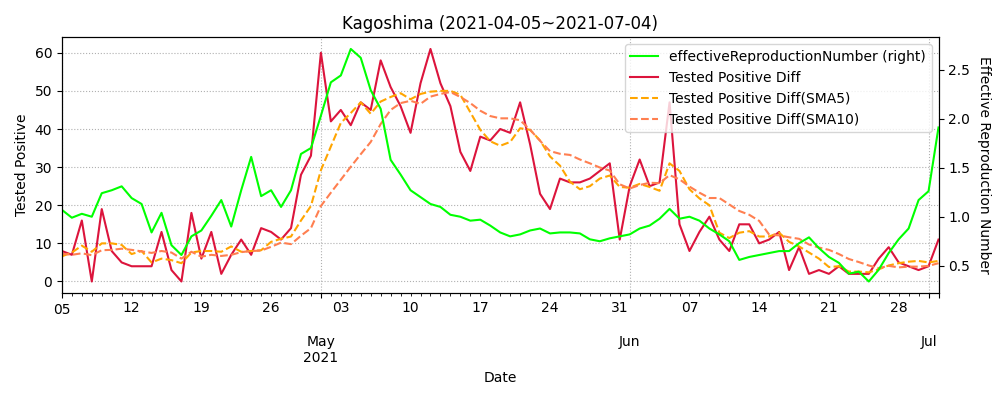 Kagoshima (2021-04-05~2021-07-04)
effectiveReproductionNumber (right)
Tested Positive Diff
Tested Positive Diff(SMA5)
Tested Positive Diff(SMA10)
Tested Positive
60
50
40
30
20
10
0
Effective Reproduction Number
2.5
2.0
1.5
1.0
0.5
05 12 19 26 03 10 17 24 31 07 14 21 28
May Jun Jul
2021
Date